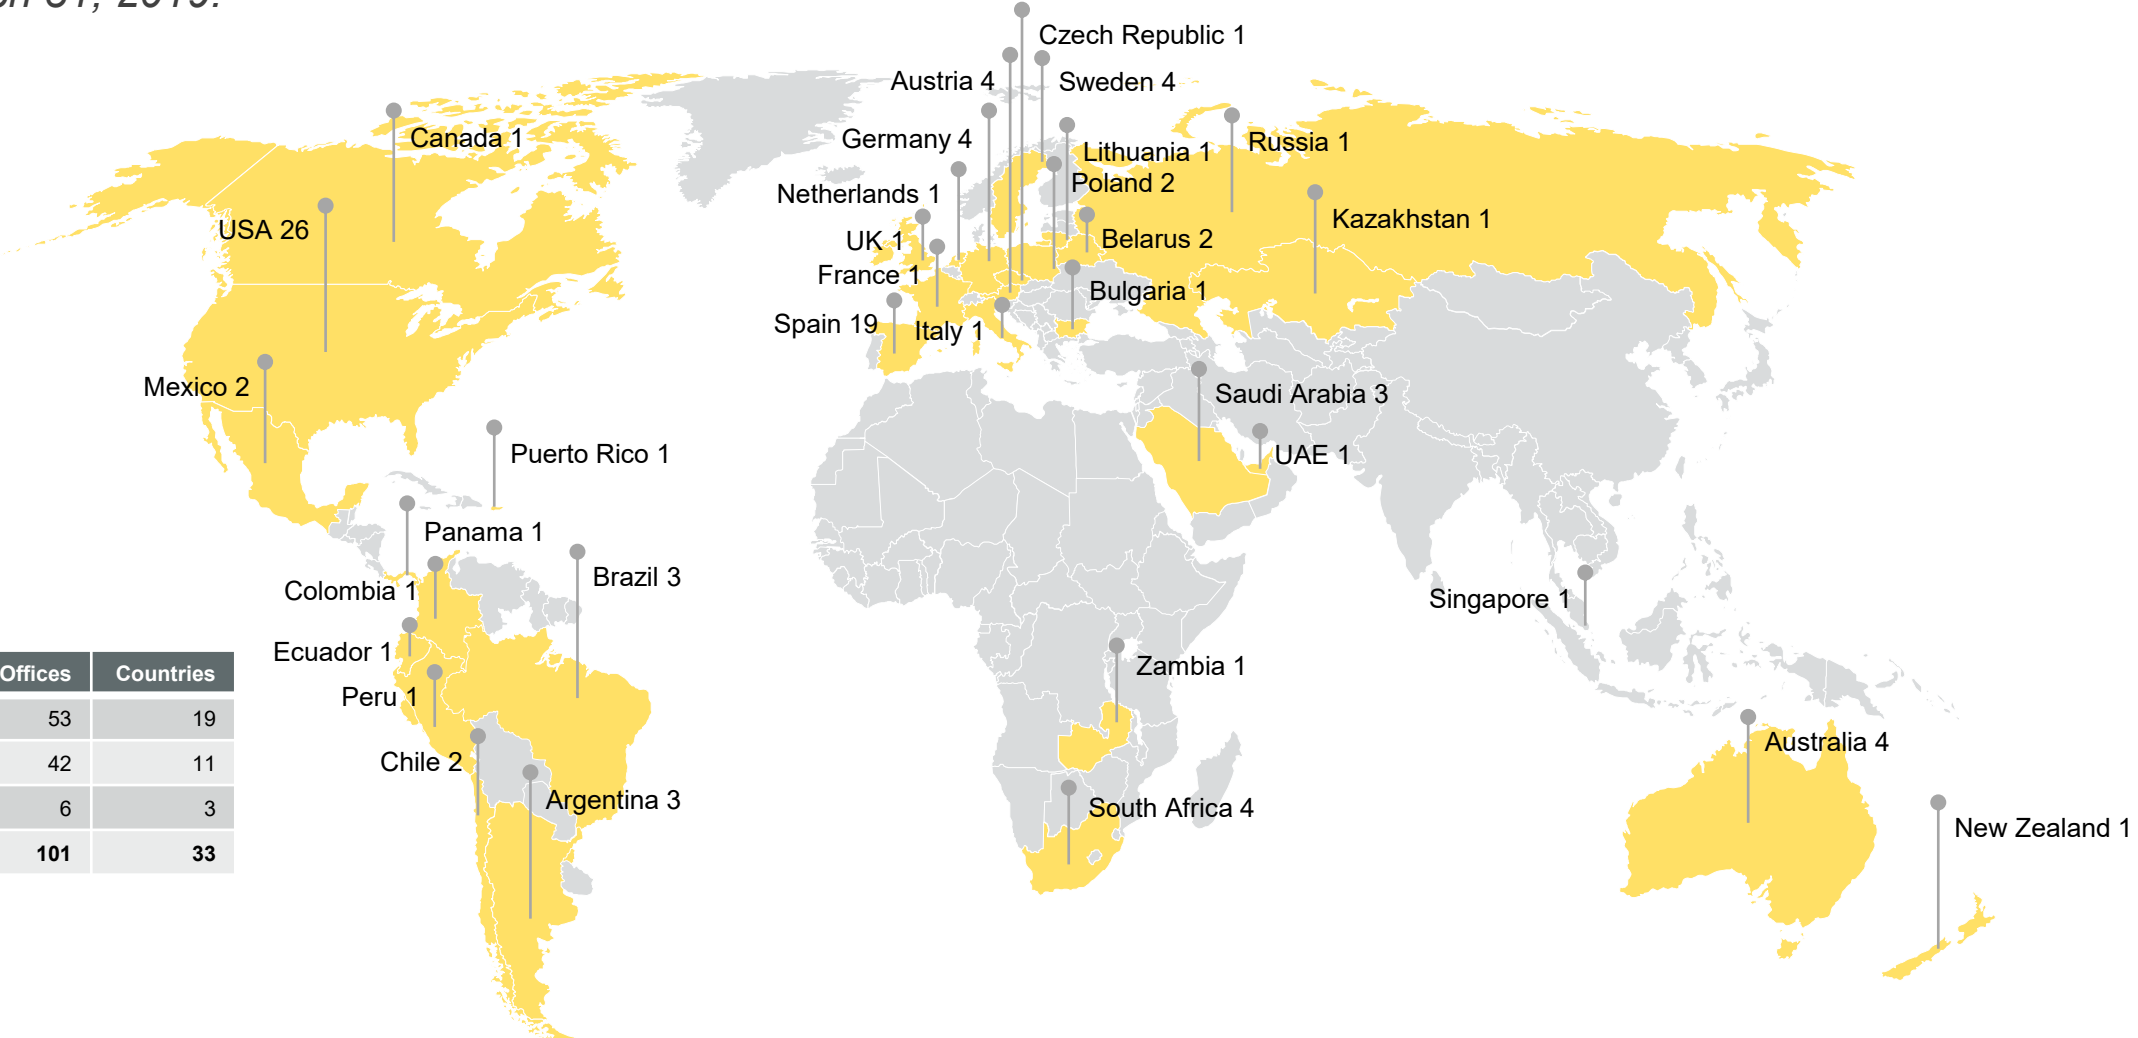 31, 2019.
Czech Republic 1
Austria 4
Sweden 4
Canada 1
Germany 4
Lithuania 1
Russia 1
Netherlands 1
Poland 2
USA 26
UK 1
Belarus 2
Kazakhstan 1
France 1
Bulgaria 1
Spain 19
Italy 1
Mexico 2
Saudi Arabia 3
Puerto Rico 1
UAE 1
Panama 1
Colombia 1
Brazil 3
Singapore 1
Ecuador 1
Zambia 1
Peru 1
Chile 2
Argentina 3
South Africa 4
Australia 4
New Zealand 1
Offices Countries
53 19
42 11
6 3
101 33